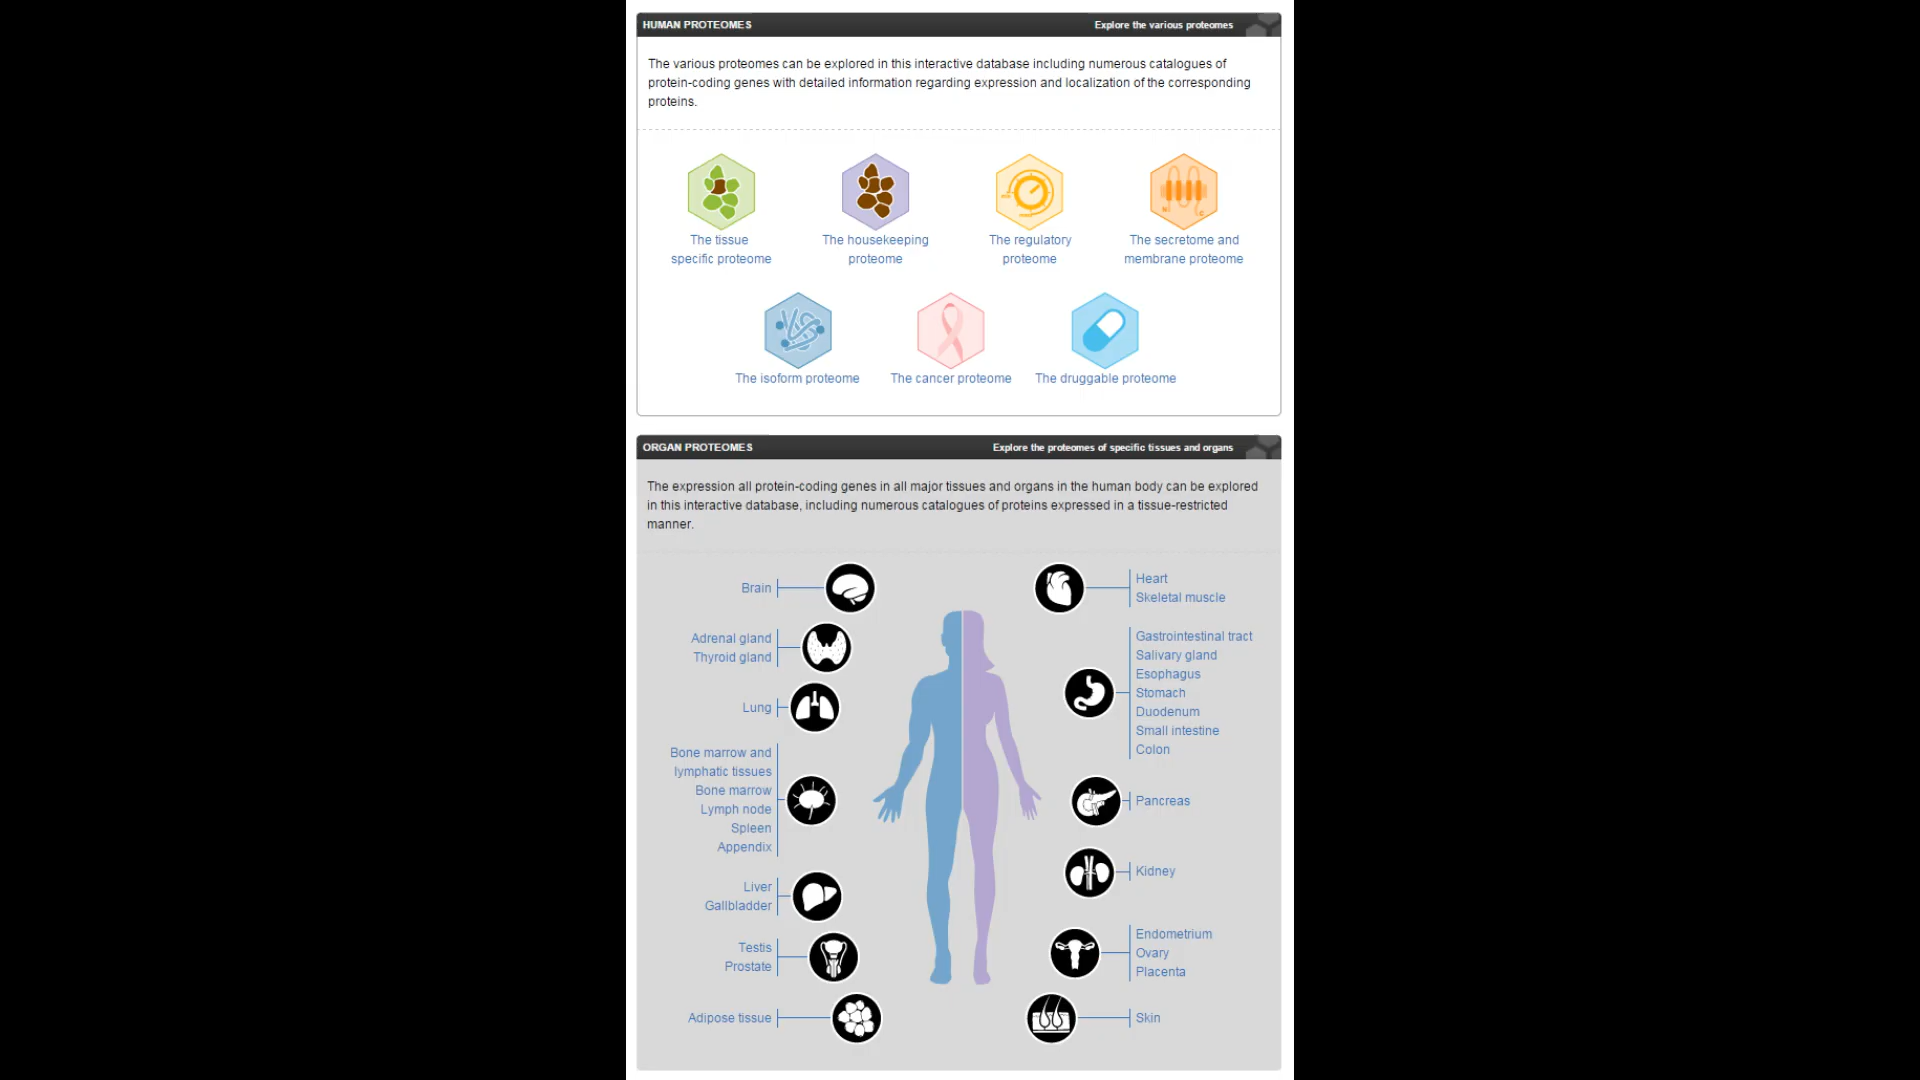 HUMAN PROTEOMES
Explore the various proteomes
The various proteomes can be explored in this interactive database including numerous catalogues of
protein-coding genes with detailed information regarding expression and localization of the corresponding
proteins.
The tissue
specific proteome
The housekeeping
proteome
The regulatory
proteome
The secretome and
membrane proteome
The isoform proteome
The cancer proteome
The druggable proteome
ORGAN PROTEOMES
Explore the proteomes of specific tissues and organs
The expression all protein-coding genes in all major tissues and organs in the human body can be explored
in this interactive database, including numerous catalogues of proteins expressed in a tissue-restricted
manner.
Brain
Adrenal gland
Thyroid gland
Lung
Bone marrow and
lymphatic tissues
Bone marrow
Lymph node
Spleen
Appendix
Liver
Gallbladder
Testis
Prostate
Adipose tissue
Heart
Skeletal muscle
Gastrointestinal tract
Salivary gland
Esophagus
Stomach
Duodenum
Small intestine
Colon
Pancreas
Kidney
Endometrium
Ovary
Placenta
Skin